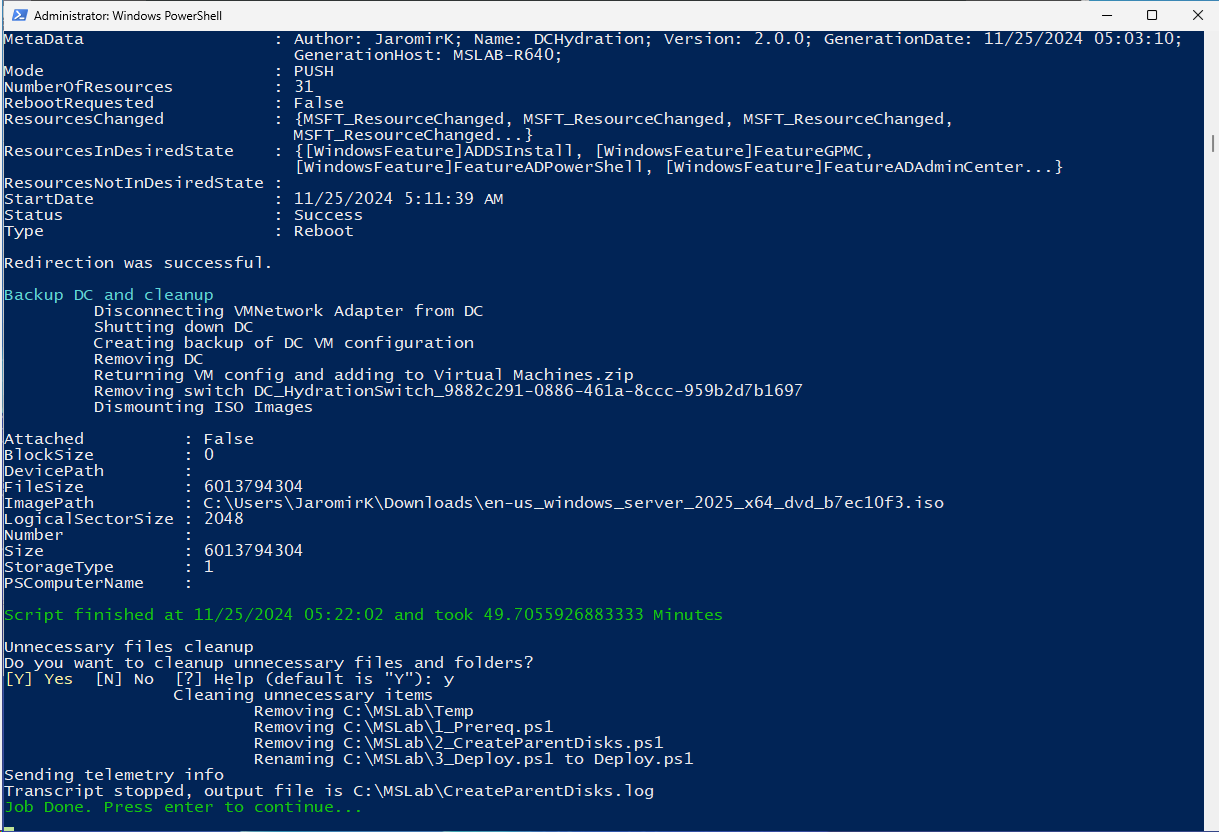 Administrator: Windows PowerShell
MetaData : Author: JaromirK; Name: DCHydration; Version: 2.0.0; GenerationDate: 11/25/2024 05:03:10;
GenerationHost: MSLAB-R640;
Mode : PUSH
NumberOfResources : 31
RebootRequested : False
ResourcesChanged : {MSFT_ResourceChanged, MSFT_ResourceChanged, MSFT_ResourceChanged,
MSFT_ResourceChanged...}
ResourcesInDesiredState : {[WindowsFeature]ADDSInstall, [WindowsFeature]FeatureGPMC,
[WindowsFeature]FeatureADPowerShell, [WindowsFeature]FeatureADAdminCenter...}
ResourcesNotInDesiredState :
StartDate : 11/25/2024 5:11:39 AM
Status : Success
Type : Reboot
Redirection was successful.
Backup DC and cleanup
Disconnecting VMNetwork Adapter from DC
Shutting down DC
Creating backup of DC VM configuration
Removing DC
Returning VM config and adding to Virtual Machines.zip
Removing switch DC_HydrationSwitch_9882c291-0886-461a-8ccc-959b2d7b1697
Dismounting ISO Images
Attached : False
BlockSize : 0
DevicePath :
FileSize : 6013794304
ImagePath : C:\Users\JaromirK\Downloads\en-us_windows_server_2025_x64_dvd_b7ec10f3.iso
LogicalSectorSize : 2048
Number :
Size : 6013794304
StorageType : 1
PSComputerName :
Script finished at 11/25/2024 05:22:02 and took 49.7055926883333 Minutes
Unnecessary files cleanup
Do you want to cleanup unnecessary files and folders?
[Y] Yes [N] No [?] Help (default is "Y"): y
Cleaning unnecessary items
Removing C:\MSLab\Temp
Removing C:\MSLab\1_Prereq.ps1
Removing C:\MSLab\2_CreateParentDisks.ps1
Renaming C:\MSLab\3_Deploy.ps1 to Deploy.ps1
Sending telemetry info
Transcript stopped, output file is C:\MSLab\CreateParentDisks.log
Job Done. Press enter to continue...